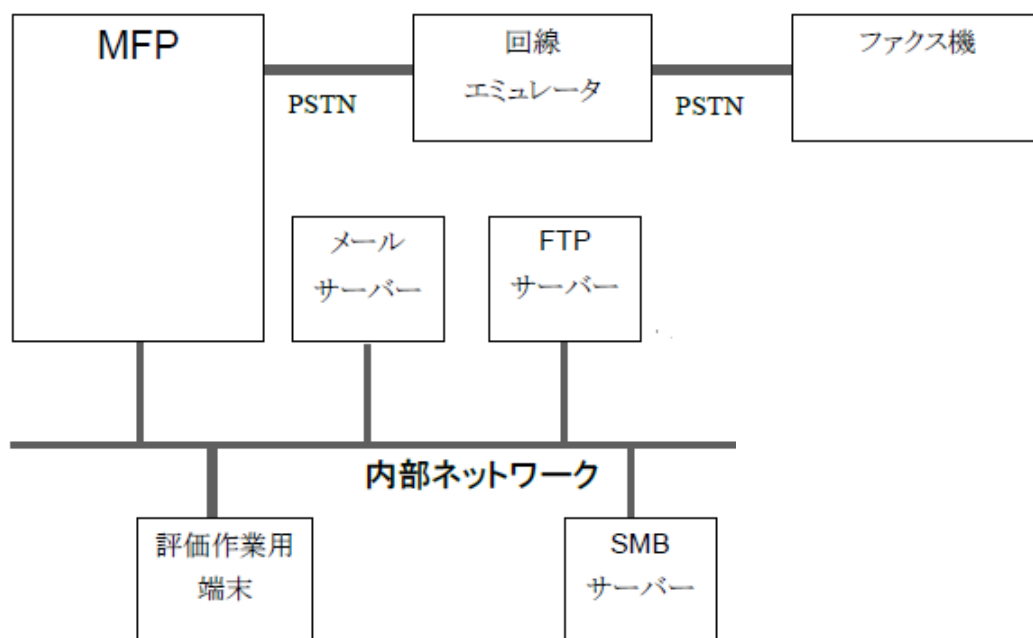 MFP
回線
エミュレータ
ファクス機
PSTN
PSTN
メール
サーバー
FTP
サーバー
内部ネットワーク
評価作業用
端末
SMB
サーバー